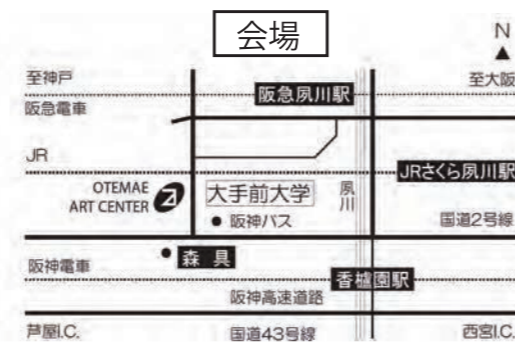 会場
N
至神戸
至大阪
阪急夙川駅
阪急電車
JR
JRさくら夙川駅
OTEMAE
ART CENTER
大手前大学
夙川
阪神バス
国道2号線
森 具
阪神電車
香櫨園駅
阪神高速道路
芦屋I.C.
国道43号線
西宮I.C.